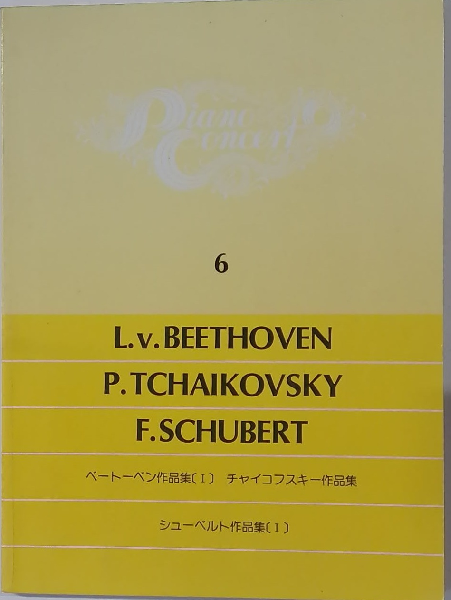 Piano
Concert
6
L.v.BEETHOVEN
P.TCHAIKOVSKY
F.SCHUBERT
ベートーベン作品集〔I〕 チャイコフスキー作品集
シューベルト作品集〔I〕